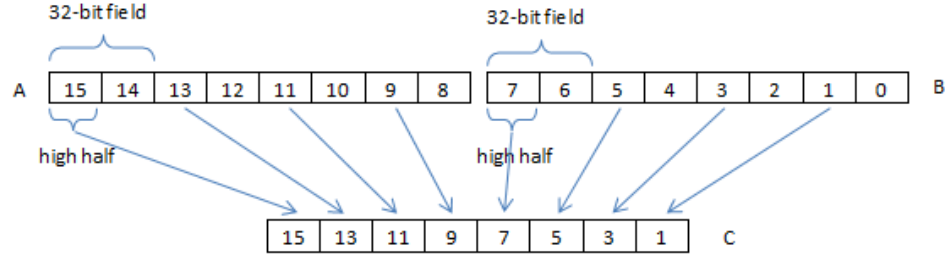 32-bit field 32-bit field
A 15 14 13 12 11 10 9 8 7 6 5 4 3 2 1 0 B
high half high half
15 13 11 9 7 5 3 1 C